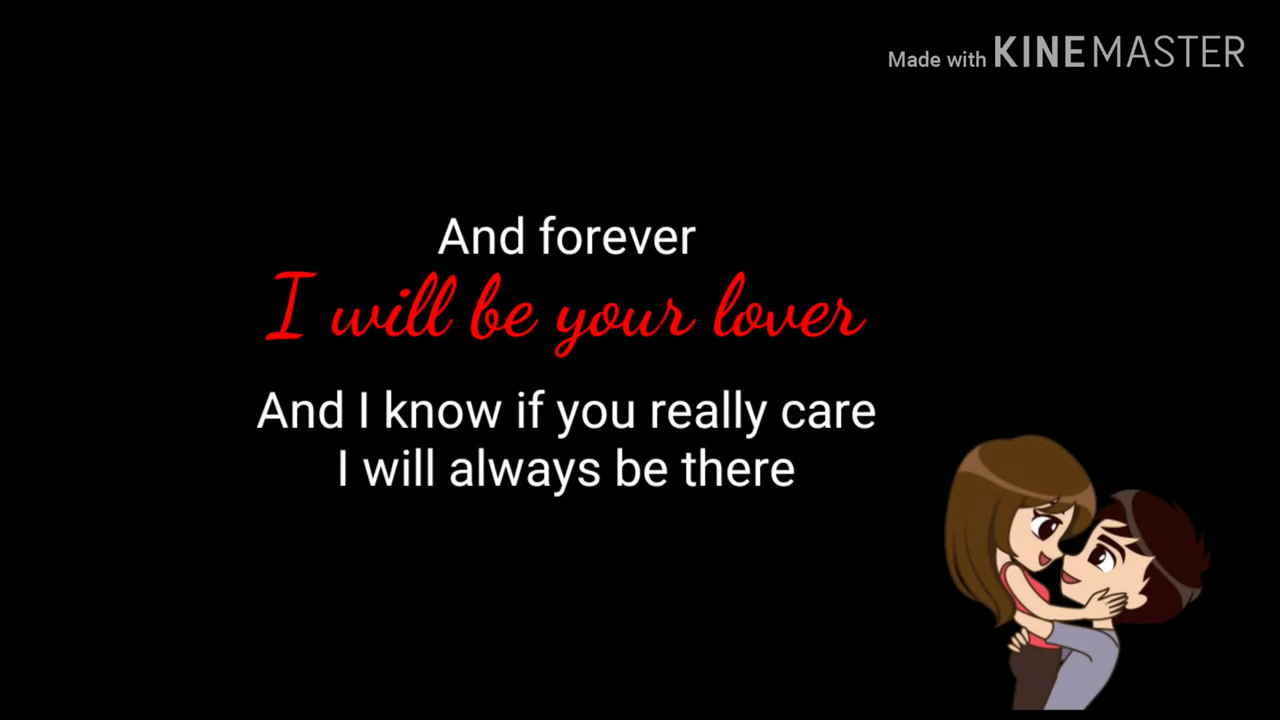 Made with KINEMASTER
And forever
I will be your lover
And I know if you really care
I will always be there